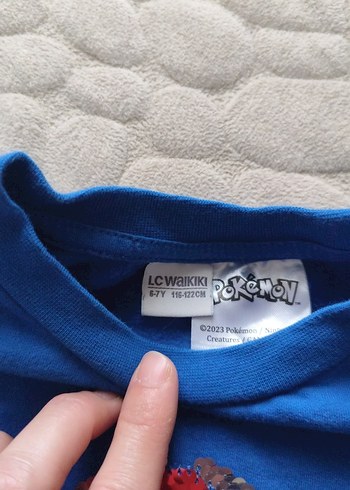 LC WAIKIKI
6-7Y 116-122CM
POKéMON
©2023 Pokémon /
Creatures /